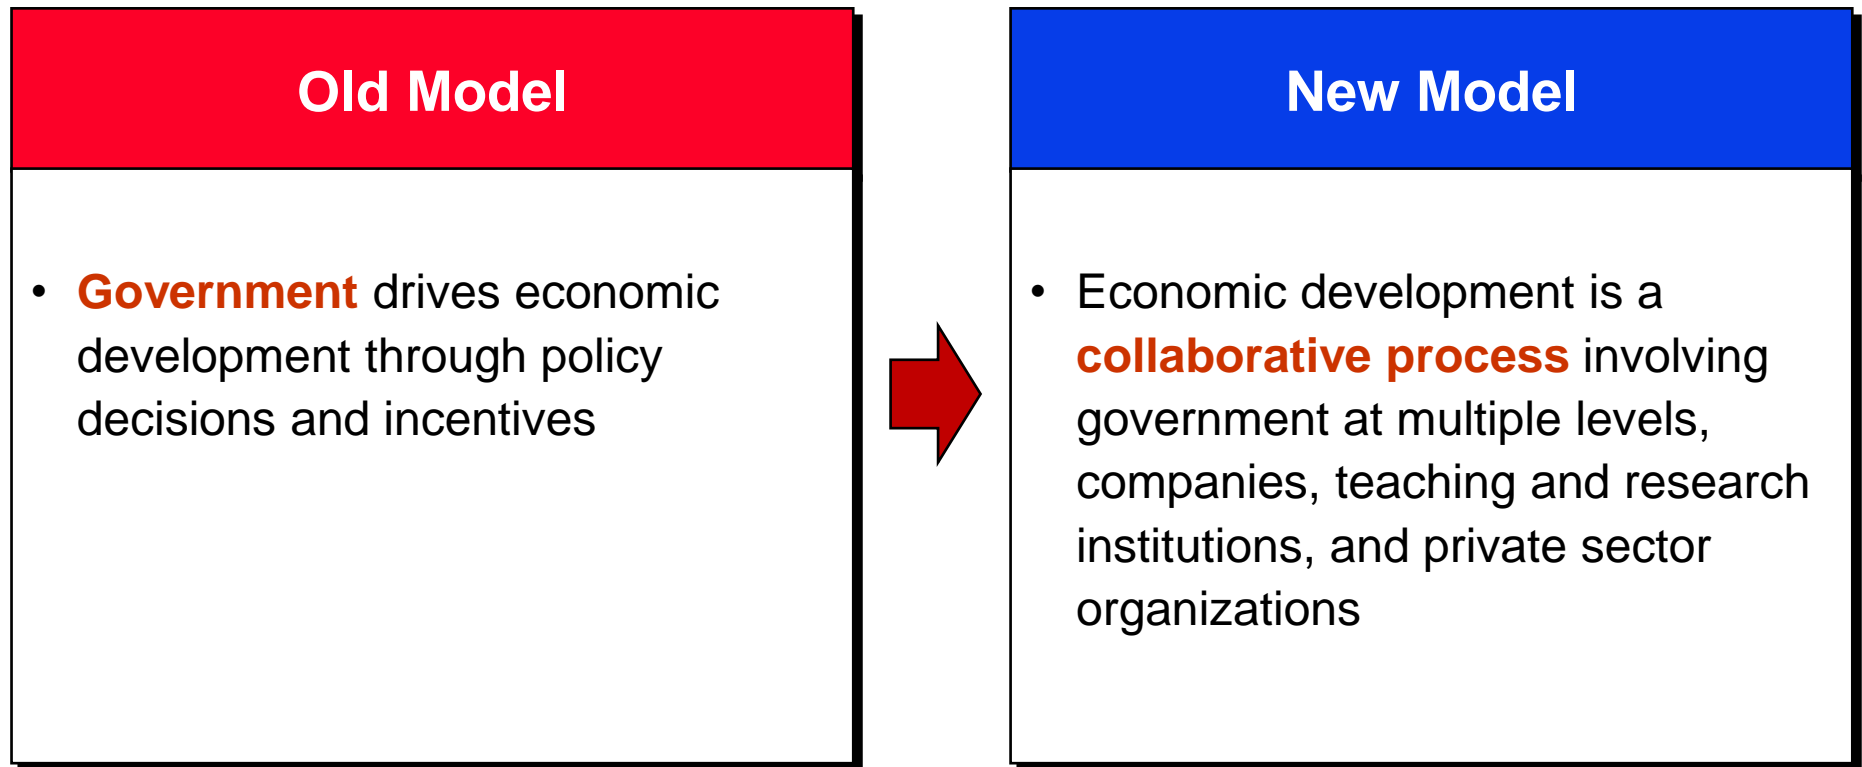 Old Model
• Government drives economic
development through policy
decisions and incentives
New Model
• Economic development is a
collaborative process involving
government at multiple levels,
companies, teaching and research
institutions, and private sector
organizations